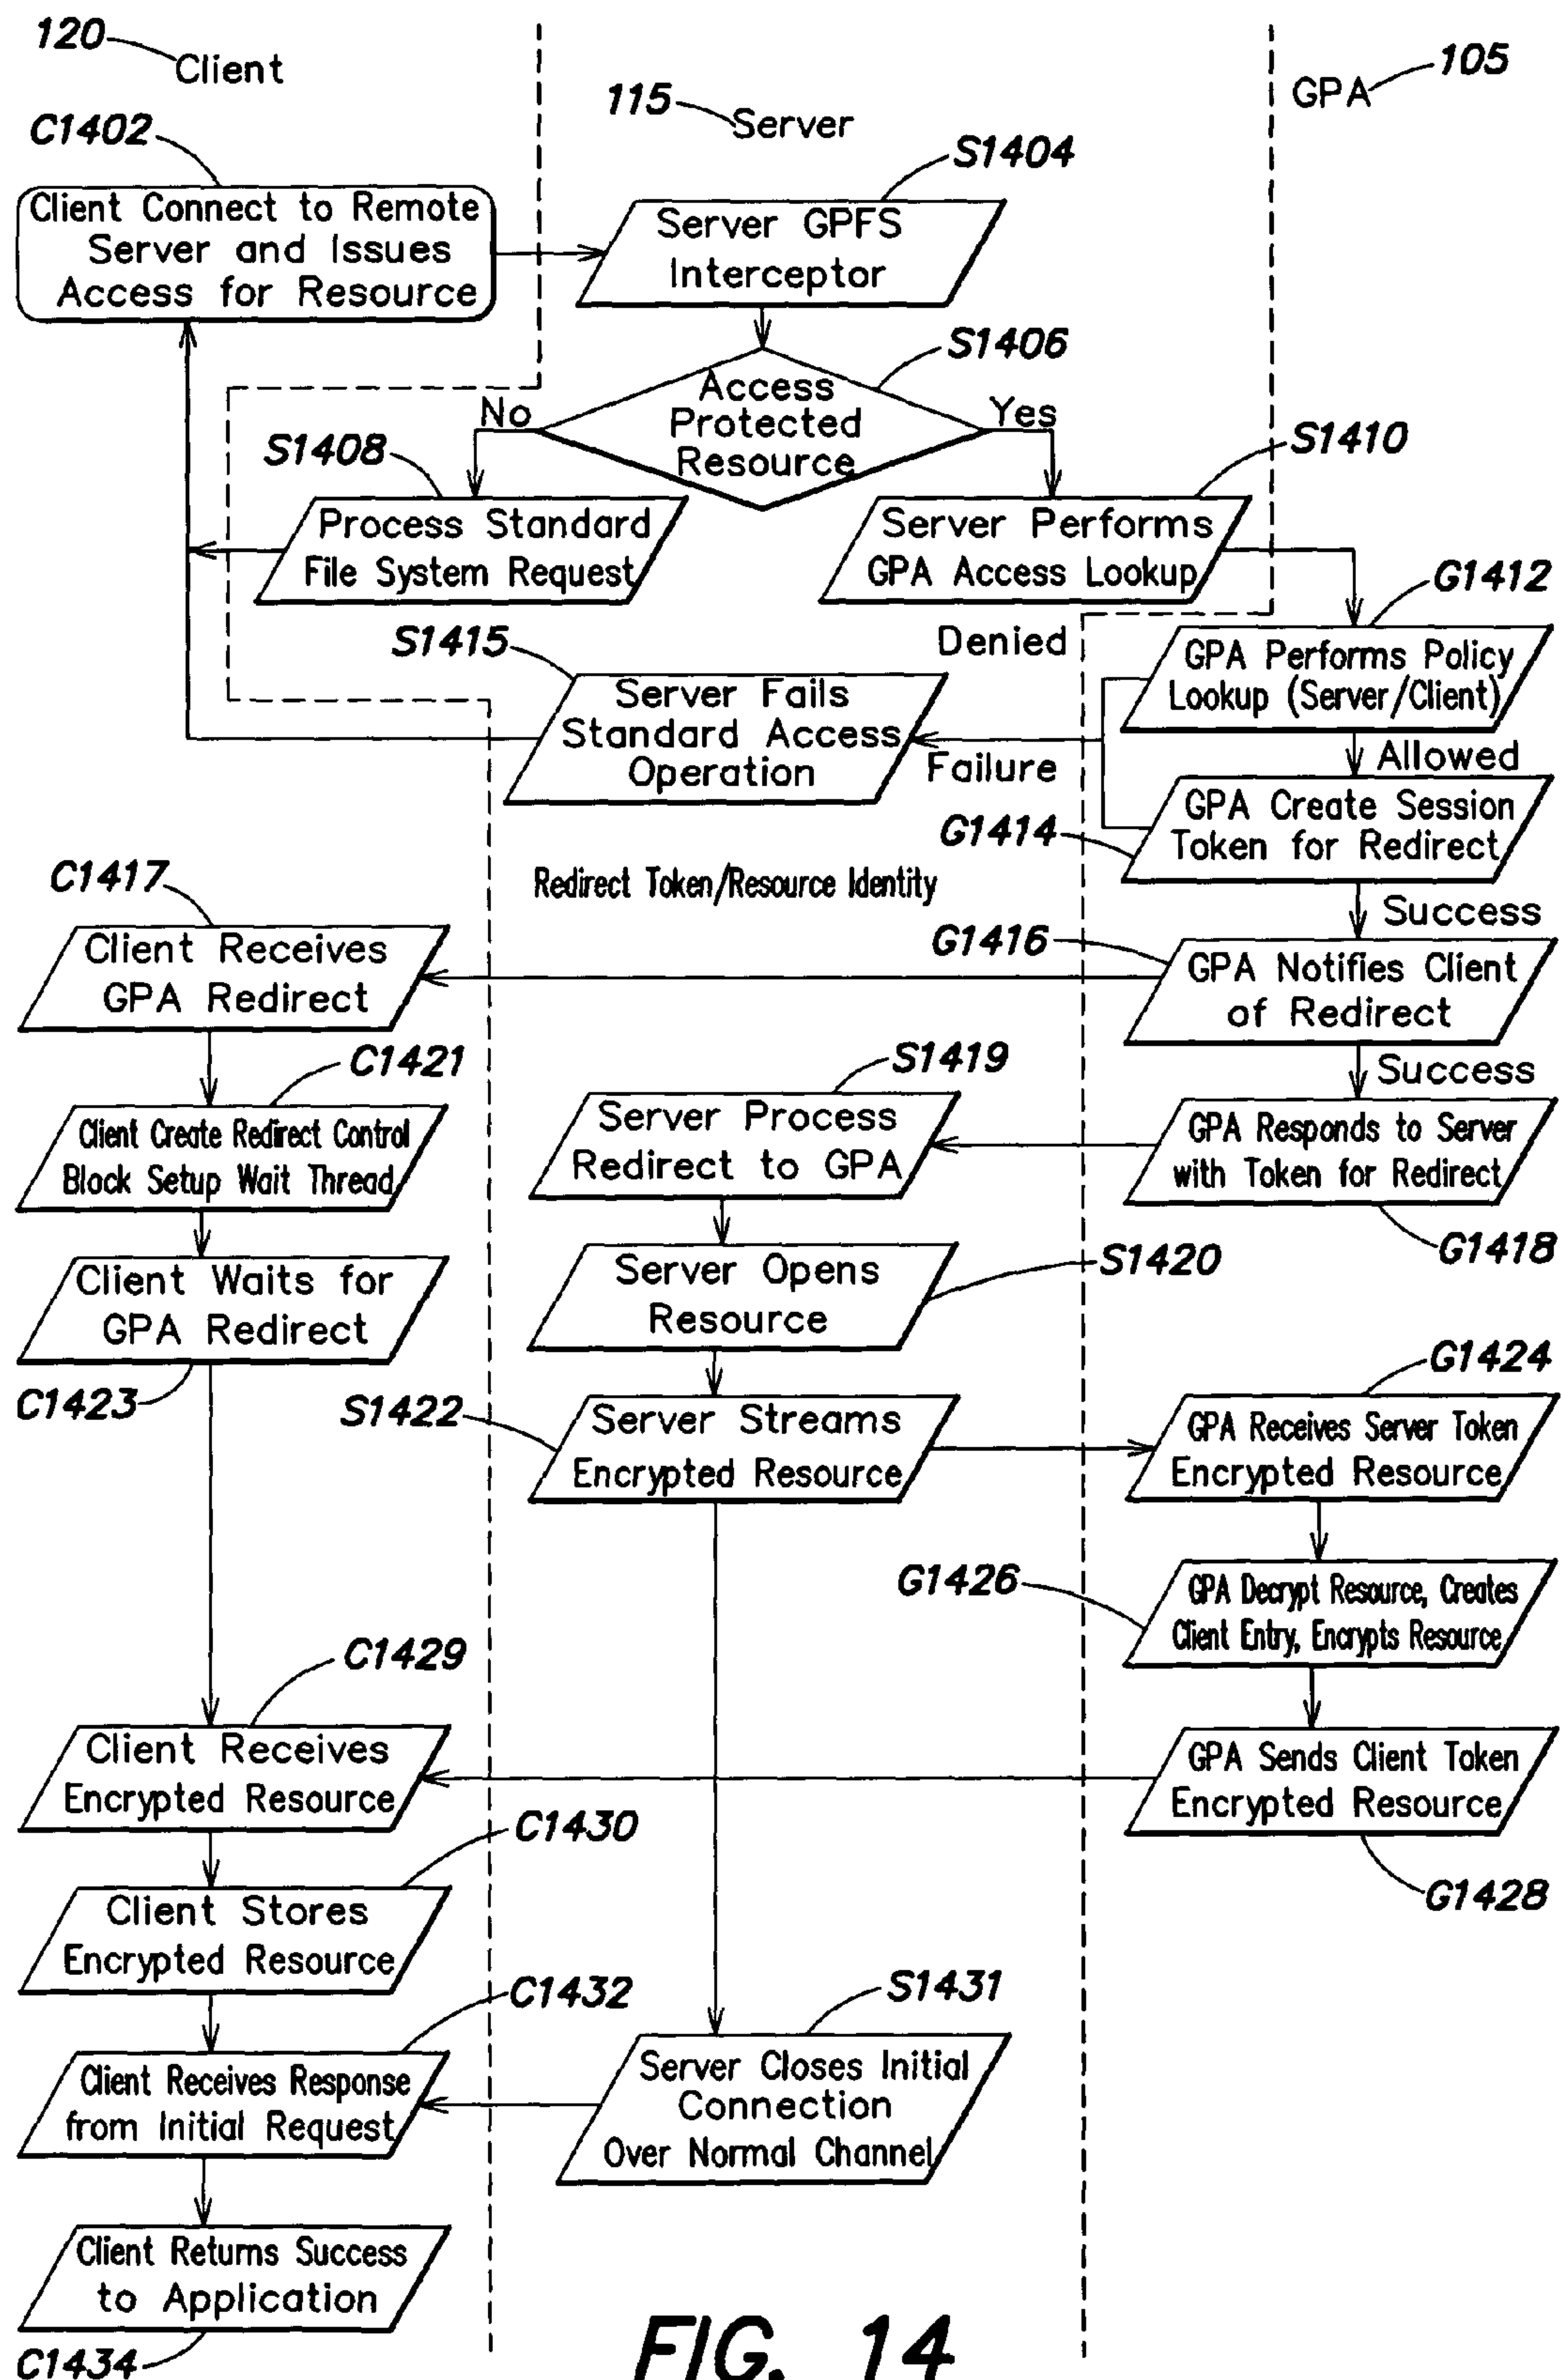 120
Client
115
Server
GPA
105
C1402
Client Connect to Remote
Server and Issues
Access for Resource
S1404
Server GPFS
Interceptor
S1406
Access
Protected
Resource
No
Yes
S1408
Process Standard
File System Request
S1410
Server Performs
GPA Access Lookup
G1412
GPA Performs Policy
Lookup (Server/Client)
Denied
S1415
Server Fails
Standard Access
Operation
Failure
Allowed
G1414
GPA Create Session
Token for Redirect
Redirect Token/Resource Identity
Success
C1417
Client Receives
GPA Redirect
G1416
GPA Notifies Client
of Redirect
Success
C1421
Client Create Redirect Control
Block Setup Wait Thread
S1419
Server Process
Redirect to GPA
GPA Responds to Server
with Token for Redirect
G1418
Client Waits for
GPA Redirect
C1423
Server Opens
Resource
S1420
S1422
Server Streams
Encrypted Resource
G1424
GPA Receives Server Token
Encrypted Resource
G1426
GPA Decrypt Resource, Creates
Client Entry, Encrypts Resource
C1429
Client Receives
Encrypted Resource
GPA Sends Client Token
Encrypted Resource
G1428
C1430
Client Stores
Encrypted Resource
C1432
Client Receives Response
from Initial Request
S1431
Server Closes Initial
Connection
Over Normal Channel
Client Returns Success
to Application
C1434
FIG. 14